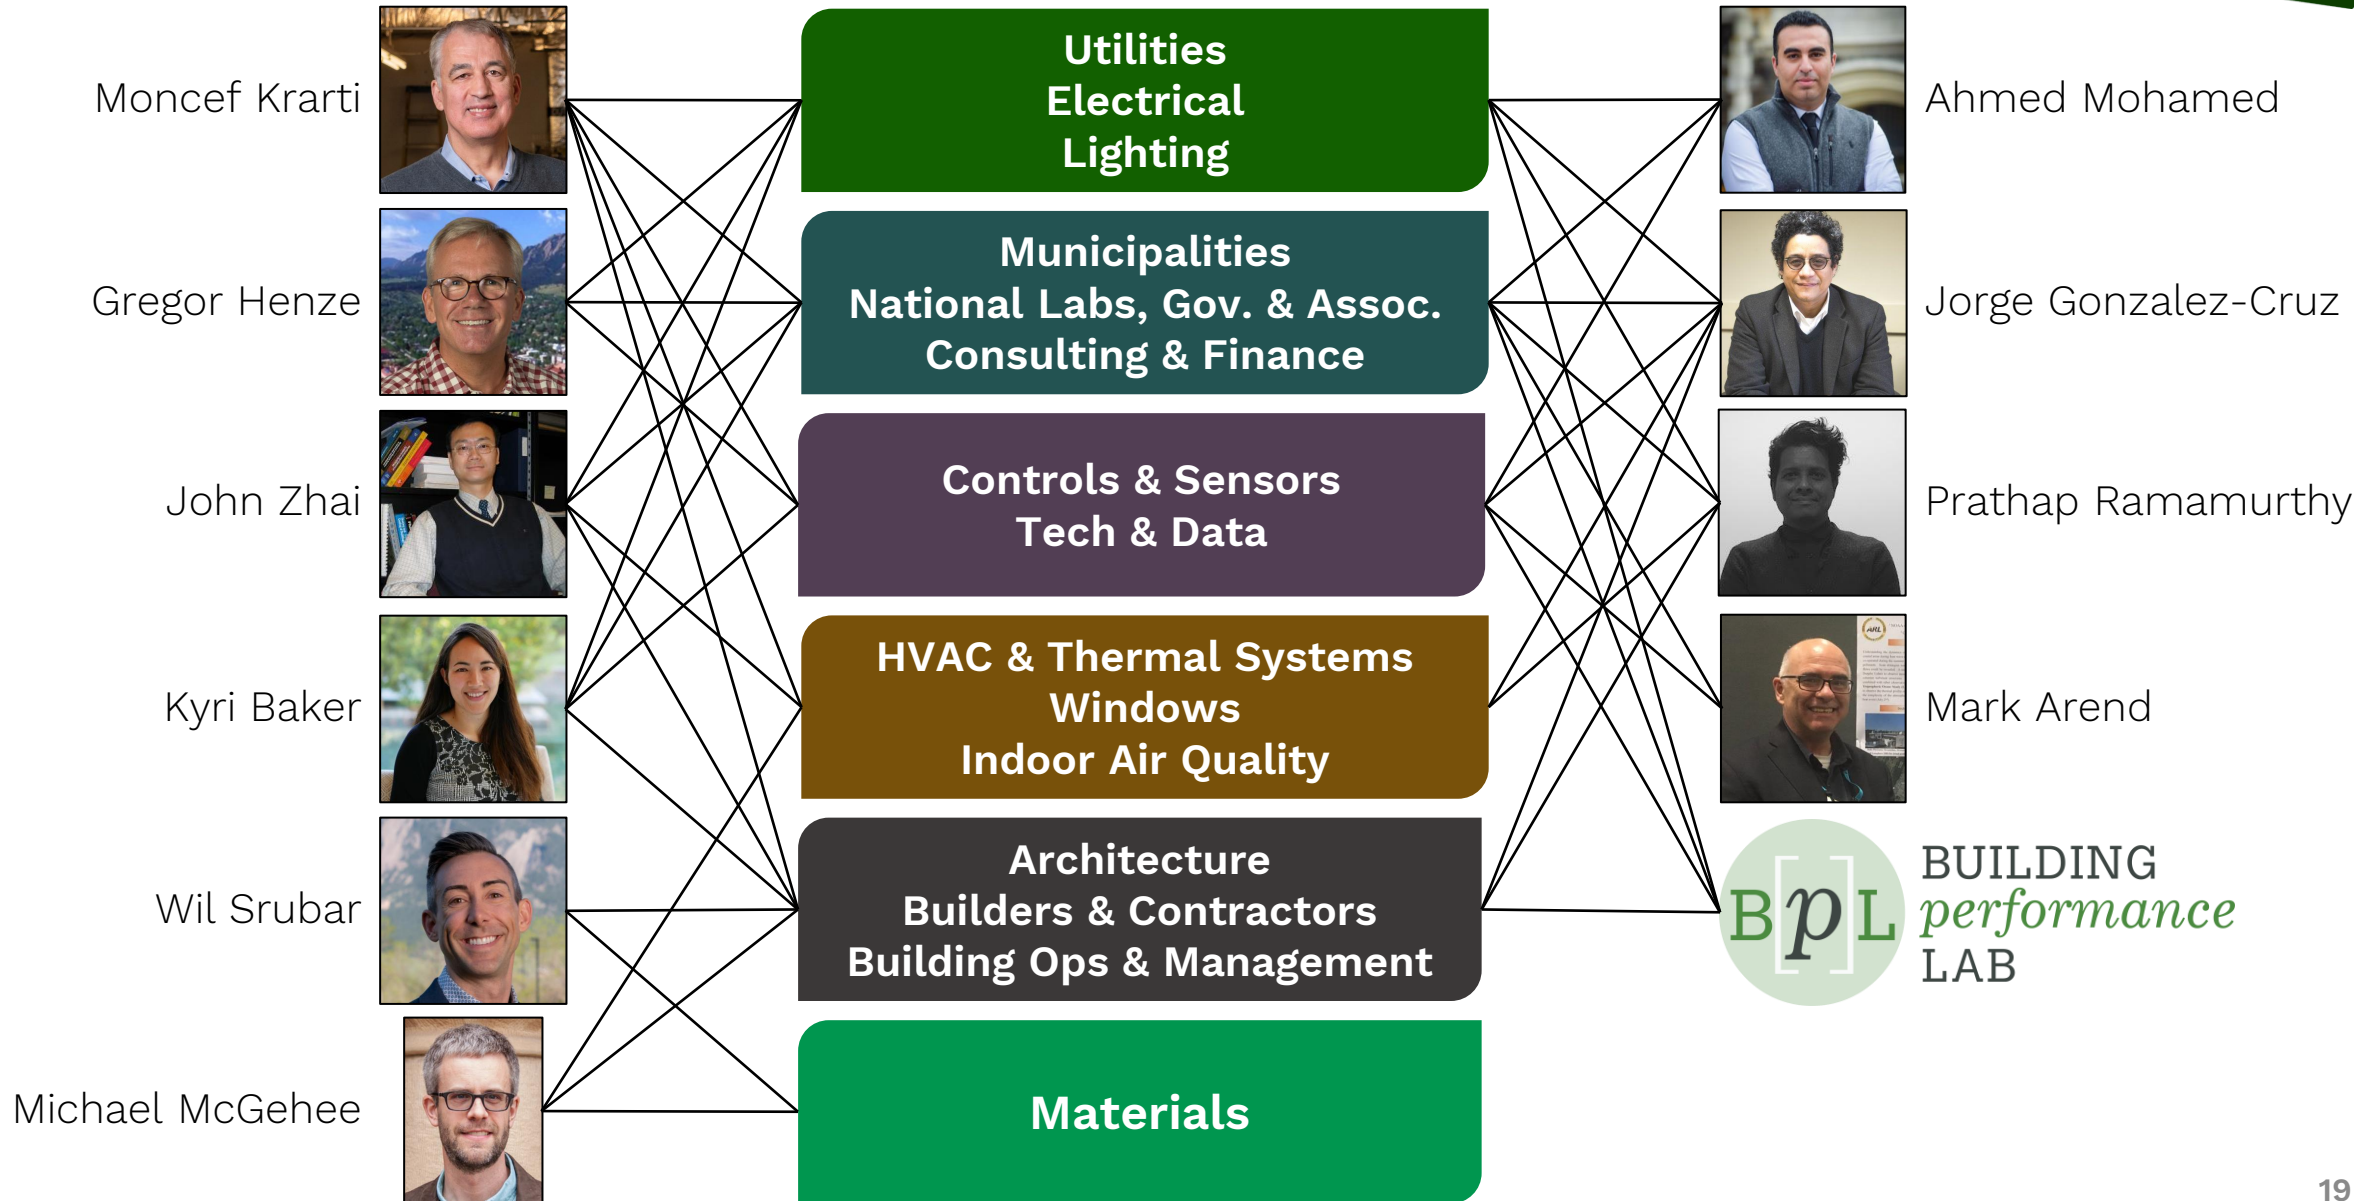 Moncef Krarti
Gregor Henze
John Zhai
Kyri Baker
Wil Srubar
Michael McGehee
Utilities
Electrical
Lighting
Municipalities
National Labs, Gov. & Assoc.
Consulting & Finance
Controls & Sensors
Tech & Data
HVAC & Thermal Systems
Windows
Indoor Air Quality
Architecture
Builders & Contractors
Building Ops & Management
Materials
Ahmed Mohamed
Jorge Gonzalez-Cruz
Prathap Ramamurthy
Mark Arend
B[p]L
BUILDING
performance
LAB
19